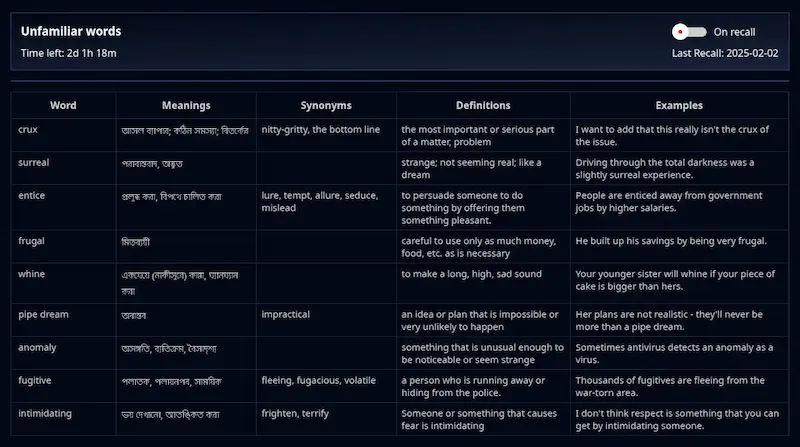 Unfamiliar words
On recall
Time left: 2d 1h 18m
Last Recall: 2025-02-02
Word Meanings Synonyms Definitions Examples
crux আসল ব্যাপার; কঠিন সমস্যা; বিতর্কের nitty-gritty, the bottom line the most important or serious part I want to add that this really isn't the crux of
of a matter, problem the issue.
surreal পরাবাস্তবাদ, অদ্ভুত strange; not seeming real; like a Driving through the total darkness was a
dream slightly surreal experience.
entice প্রলুব্ধ করা, বিপথে চালিত করা lure, tempt, allure, seduce, to persuade someone to do People are enticed away from government
mislead something by offering them jobs by higher salaries.
something pleasant.
frugal মিতব্যয়ী careful to use only as much money, He built up his savings by being very frugal.
food, etc. as is necessary
whine একঘেয়ে (নাকীসুরে) কান্না, ঘ্যানঘ্যান to make a long, high, sad sound Your younger sister will whine if your piece of
করা cake is bigger than hers.
pipe dream অবাস্তব impractical an idea or plan that is impossible or Her plans are not realistic - they'll never be
very unlikely to happen more than a pipe dream.
anomaly অসঙ্গতি, ব্যতিক্রম, বৈসাদৃশ্য something that is unusual enough to Sometimes antivirus detects an anomaly as a
be noticeable or seem strange virus.
fugitive পলাতক, পলায়নপর, সাময়িক fleeing, fugacious, volatile a person who is running away or Thousands of fugitives are fleeing from the
hiding from the police. war-torn area.
intimidating ভয় দেখানো, আতঙ্কিত করা frighten, terrify Someone or something that causes I don't think respect is something that you can
fear is intimidating get by intimidating someone.